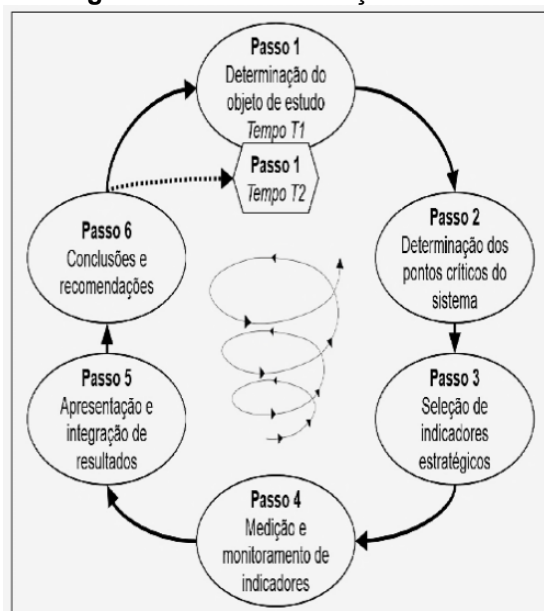 Passo 1
Determinação do
objeto de estudo
Tempo T1
Passo 1
Tempo T2
Passo 2
Determinação dos
pontos críticos do
sistema
Passo 3
Seleção de
indicadores
estratégicos
Passo 4
Medição e
monitoramento de
indicadores
Passo 5
Apresentação e
integração de
resultados
Passo 6
Conclusões e
recomendações